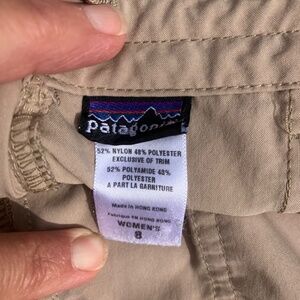 patagonia
52% NYLON 48% POLYESTER
EXCLUSIVE OF TRIM
52% POLYAMIDE 48%
POLYESTER
A PART LA GARNITURE
Made in HONG KONG
Fabriqué EN HONG KONG
WOMEN'S
8